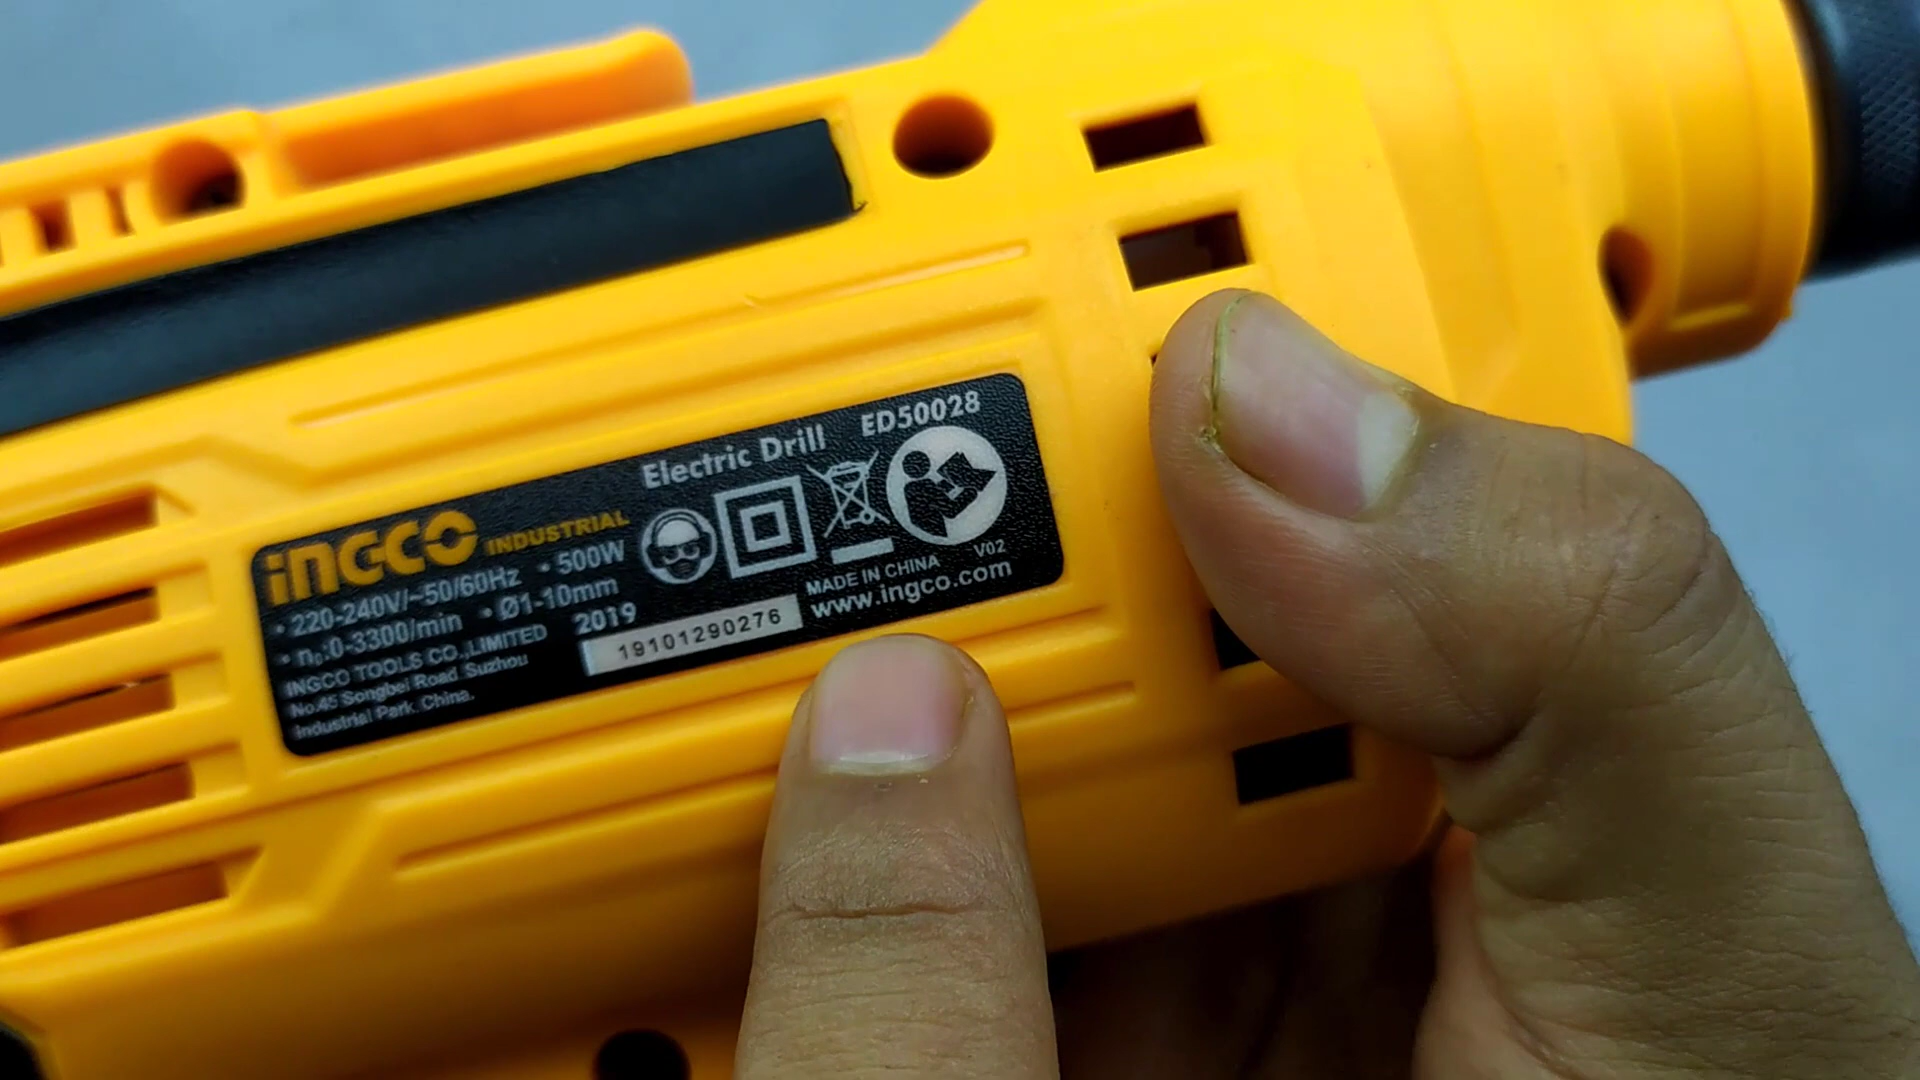 Electric Drill ED50028
INGCO INDUSTRIAL
• 220-240V/~50/60Hz • 500W
• n₀:0-3300/min • Ø1-10mm
INGCO TOOLS CO.,LIMITED
No.45 Songbei Road Suzhou
Industrial Park, China.
2019
19101290276
MADE IN CHINA V02
www.ingco.com